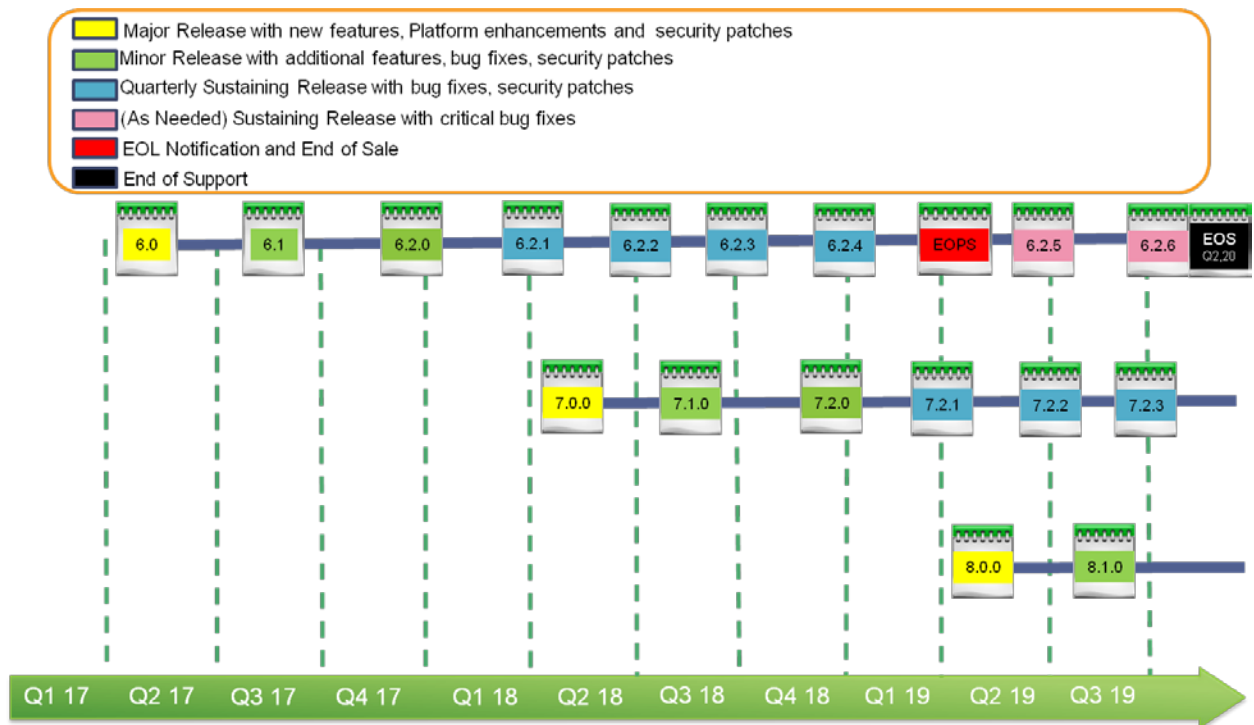 Major Release with new features, Platform enhancements and security patches
Minor Release with additional features, bug fixes, security patches
Quarterly Sustaining Release with bug fixes, security patches
(As Needed) Sustaining Release with critical bug fixes
EOL Notification and End of Sale
End of Support
6.0 6.1 6.2.0 6.2.1 6.2.2 6.2.3 6.2.4 EOPS 6.2.5 6.2.6 EOS
Q2,20
7.0.0 7.1.0 7.2.0 7.2.1 7.2.2 7.2.3
8.0.0 8.1.0
Q1 17 Q2 17 Q3 17 Q4 17 Q1 18 Q2 18 Q3 18 Q4 18 Q1 19 Q2 19 Q3 19